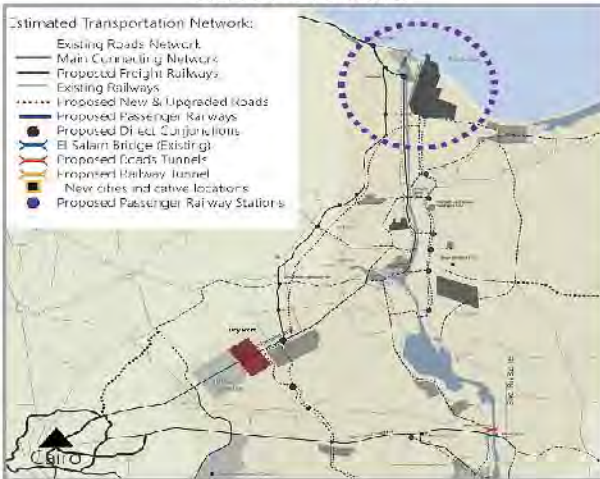 Estimated Transportation Network:
Existing Roads Network
Main Connecting Network
Proposed Freight Railways
Existing Railways
Proposed New & Upgraded Roads
Proposed Passenger Railways
Proposed Direct Conjunctions
El Salam Bridge (Existing)
Proposed Roads Tunnels
Proposed Railway Tunnel
New cities indicative locations
Proposed Passenger Railway Stations
Cairo